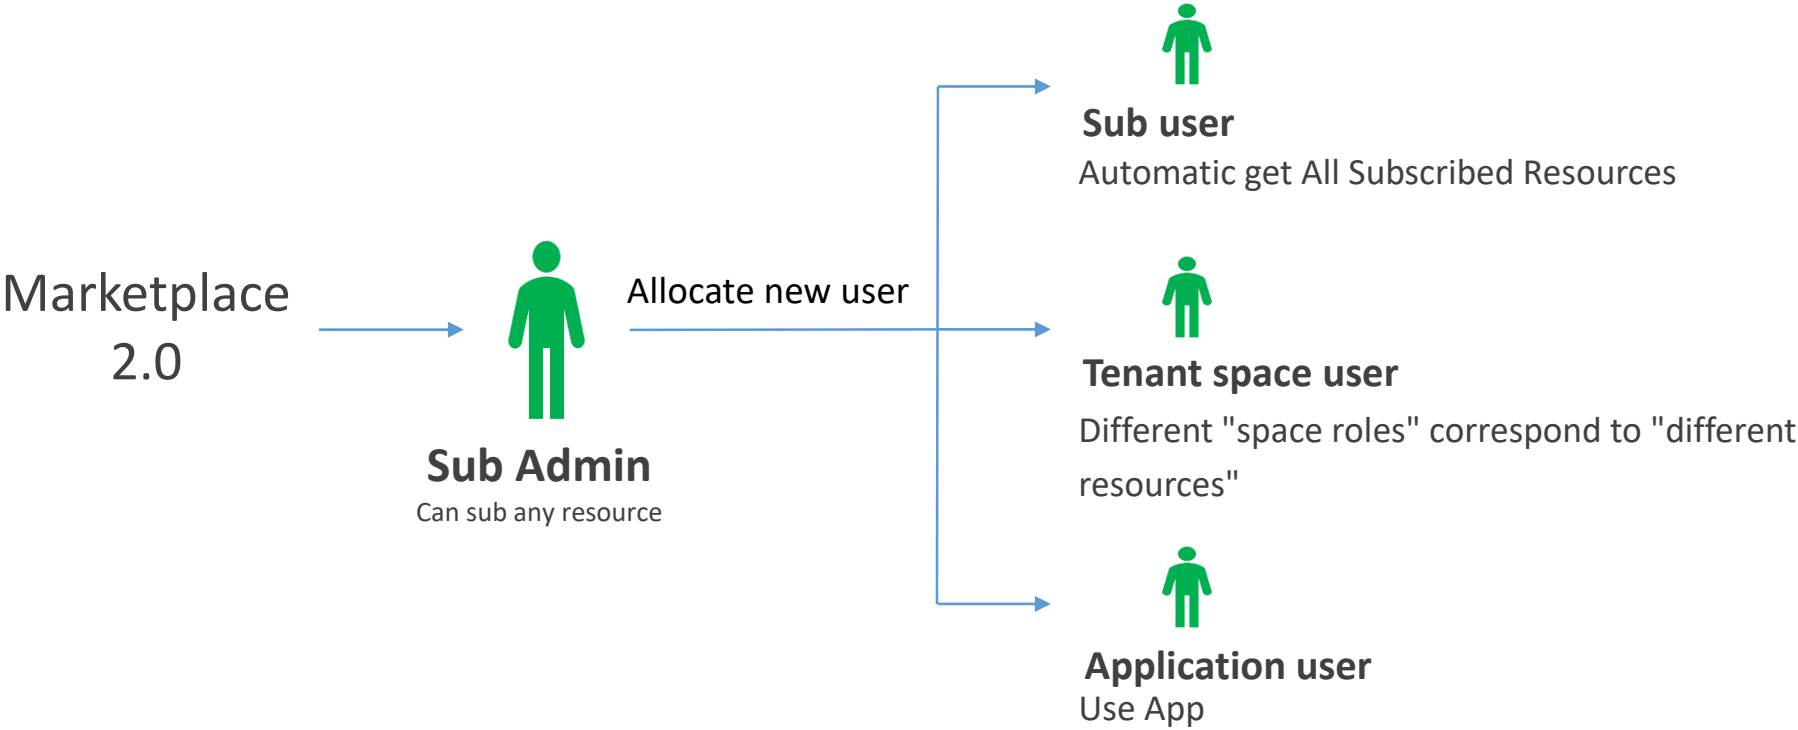 Marketplace
2.0
Sub Admin
Can sub any resource
Allocate new user
Sub user
Automatic get All Subscribed Resources
Tenant space user
Different "space roles" correspond to "different
resources"
Application user
Use App